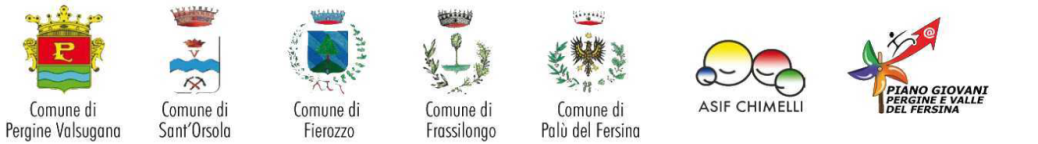 P
Comune di
Pergine Valsugana
Comune di
Sant'Orsola
Comune di
Fierozzo
Comune di
Frassilongo
Comune di
Palù del Fersina
ASIF CHIMELLI
@
PIANO GIOVANI
PERGINE E VALLE
DEL FERSINA